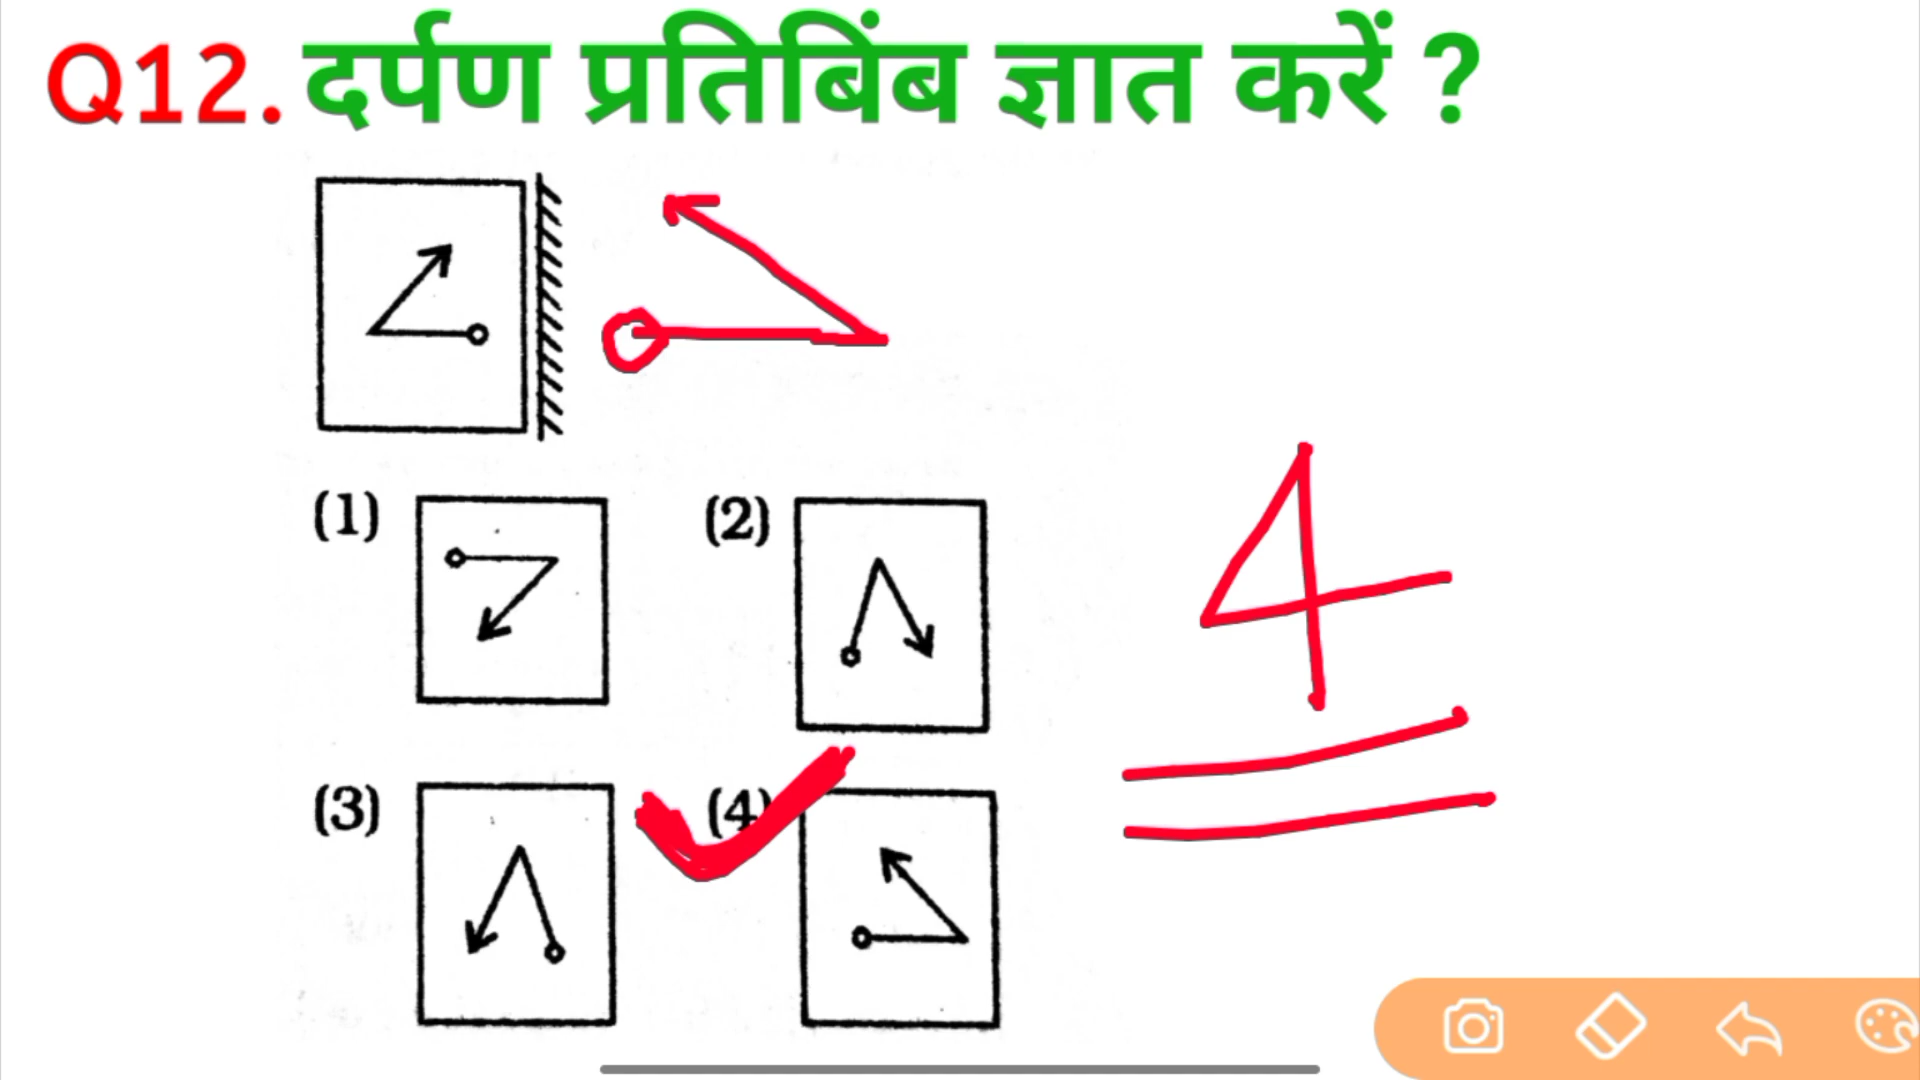 Q12. दर्पण प्रतिबिंब ज्ञात करें ?
(1) (2)
4
(3) (4)